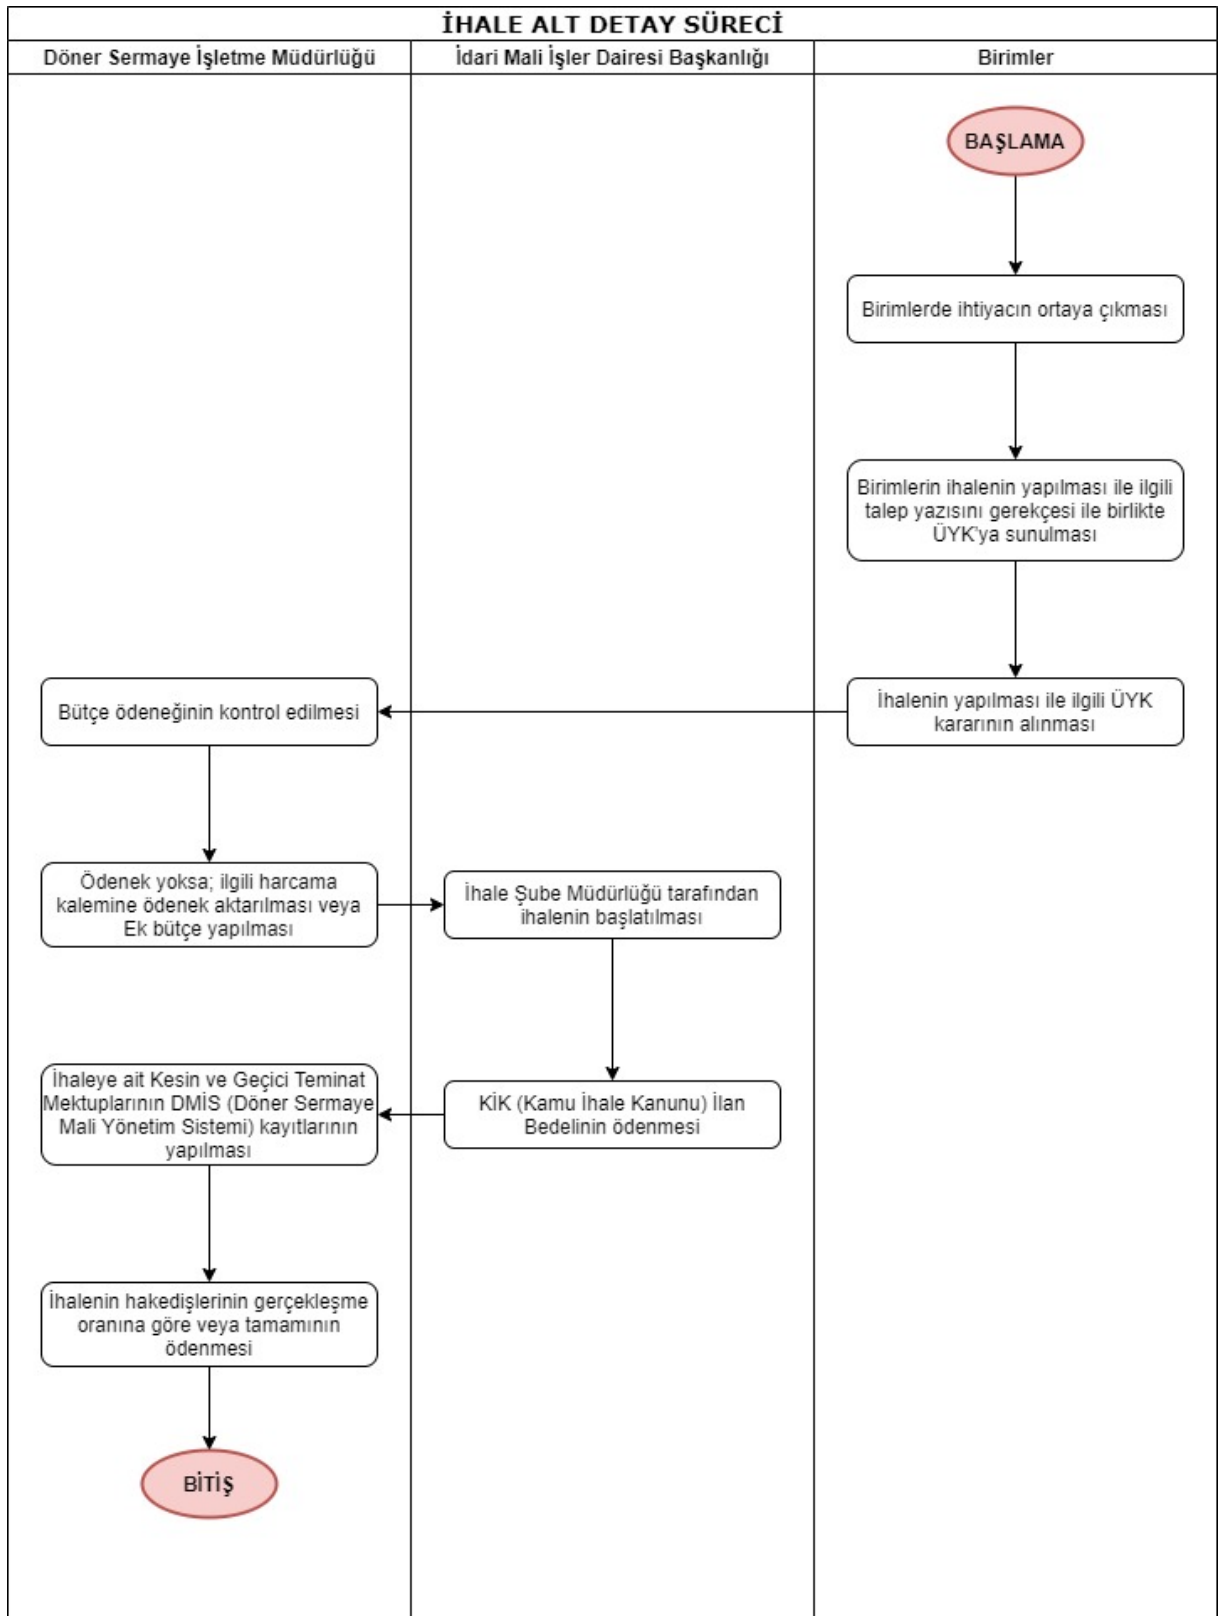 İHALE ALT DETAY SÜRECİ
Döner Sermaye İşletme Müdürlüğü
İdari Mali İşler Dairesi Başkanlığı
Birimler
BAŞLAMA
Birimlerde ihtiyacın ortaya çıkması
Birimlerin ihalenin yapılması ile ilgili
talep yazısını gerekçesi ile birlikte
ÜYK'ya sunulması
İhalenin yapılması ile ilgili ÜYK
kararının alınması
Bütçe ödeneğinin kontrol edilmesi
Ödenek yoksa; ilgili harcama
kalemine ödenek aktarılması veya
Ek bütçe yapılması
İhale Şube Müdürlüğü tarafından
ihalenin başlatılması
KİK (Kamu İhale Kanunu) İlan
Bedelinin ödenmesi
İhaleye ait Kesin ve Geçici Teminat
Mektuplarının DMİS (Döner Sermaye
Mali Yönetim Sistemi) kayıtlarının
yapılması
İhalenin hakedişlerinin gerçekleşme
oranına göre veya tamamının
ödenmesi
BİTİŞ